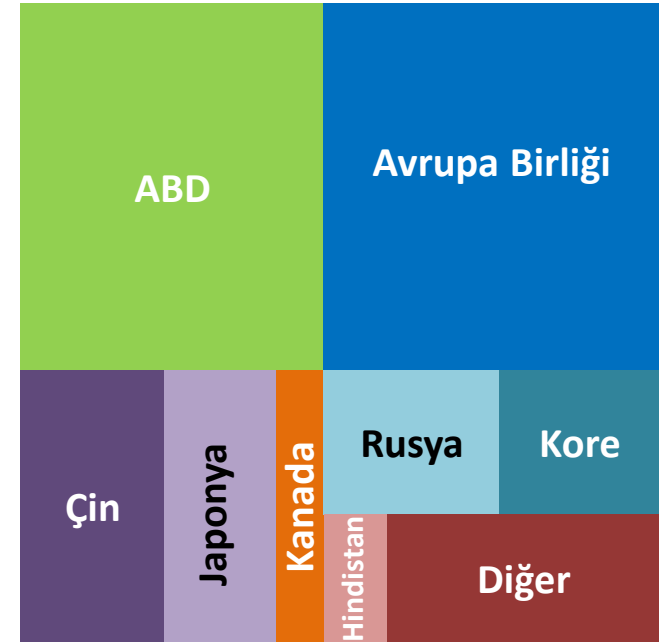 ABD
Avrupa Birliği
Çin
Japonya
Kanada
Rusya
Kore
Hindistan
Diğer